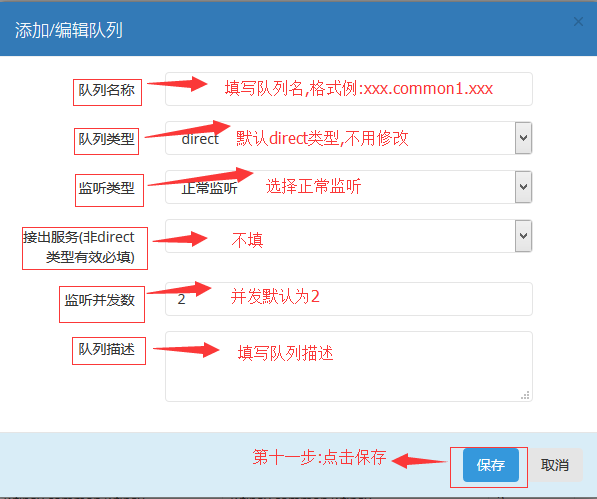 添加/编辑队列
×
队列名称
填写队列名,格式例:xxx.common1.xxx
队列类型
direct
默认direct类型,不用修改
监听类型
正常监听
选择正常监听
接出服务(非direct
类型有效必填)
不填
监听并发数
2
并发默认为2
队列描述
填写队列描述
第十一步:点击保存
保存
取消